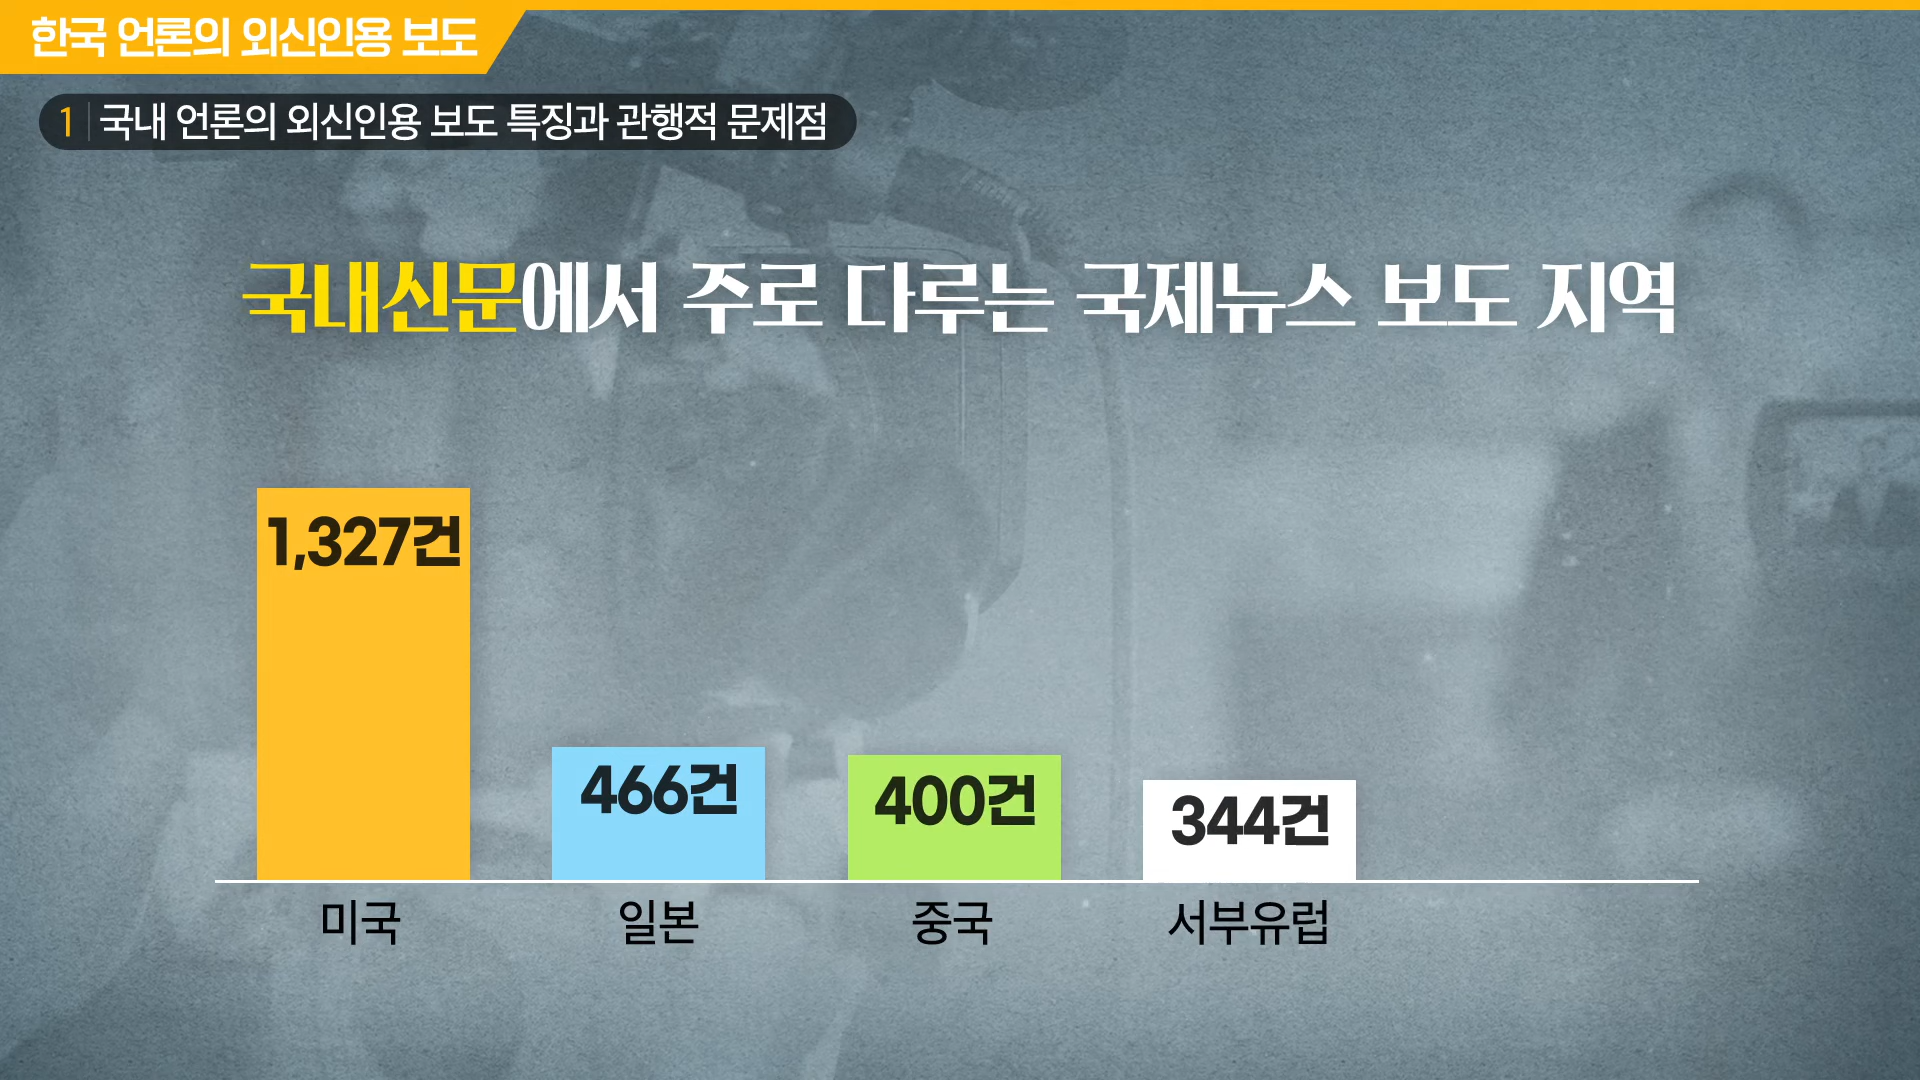 한국 언론의 외신인용 보도
1 국내 언론의 외신인용 보도 특징과 관행적 문제점
국내신문에서 주로 다루는 국제뉴스 보도 지역
1,327건
466건
400건
344건
미국
일본
중국
서부유럽